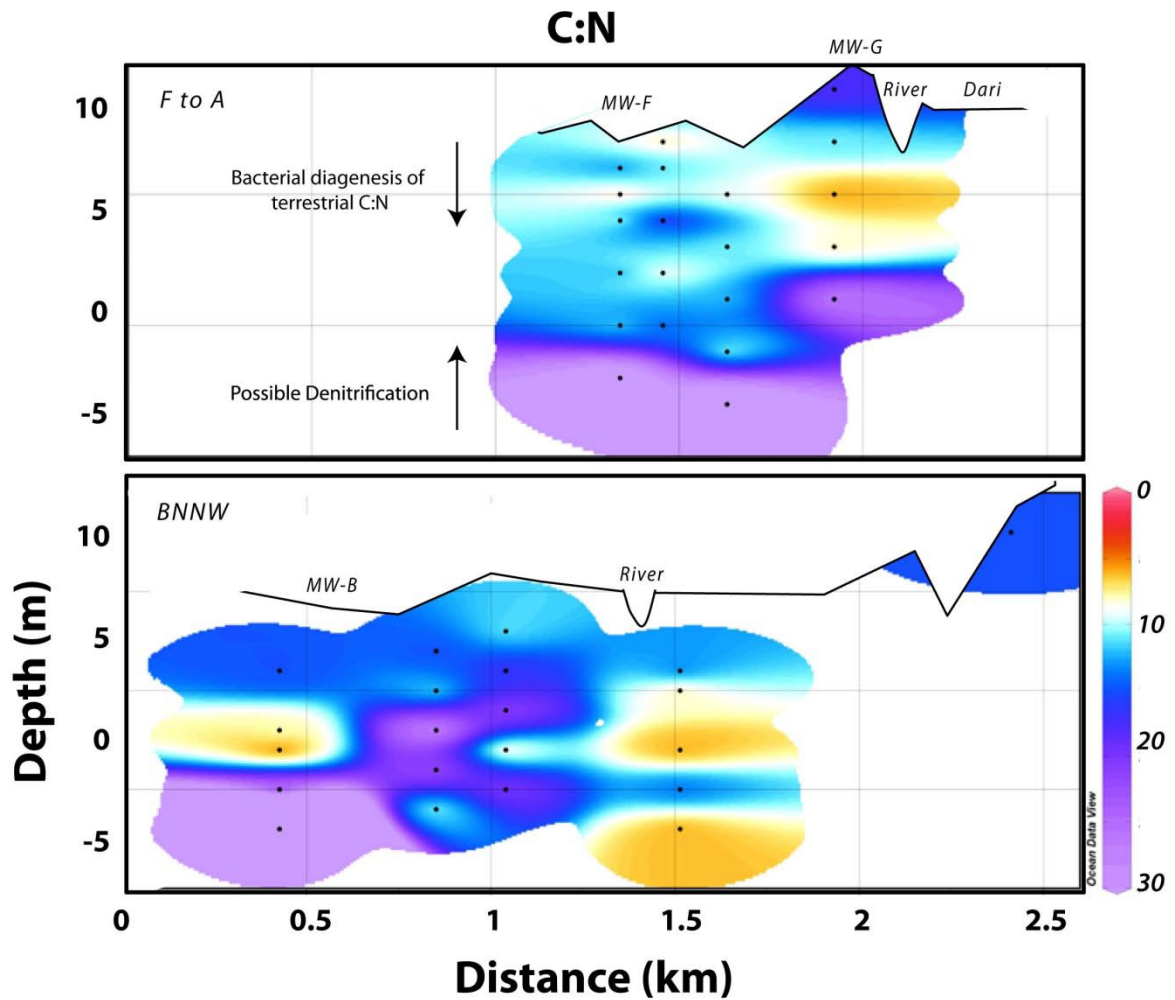 C:N
F to A
MW-F
MW-G
River
Dari
Bacterial diagenesis of
terrestrial C:N
Possible Denitrification
10
5
0
-5
BNNW
MW-B
River
10
5
0
-5
0
10
20
30
Ocean Data View
0
0.5
1
1.5
2
2.5
Depth (m)
Distance (km)